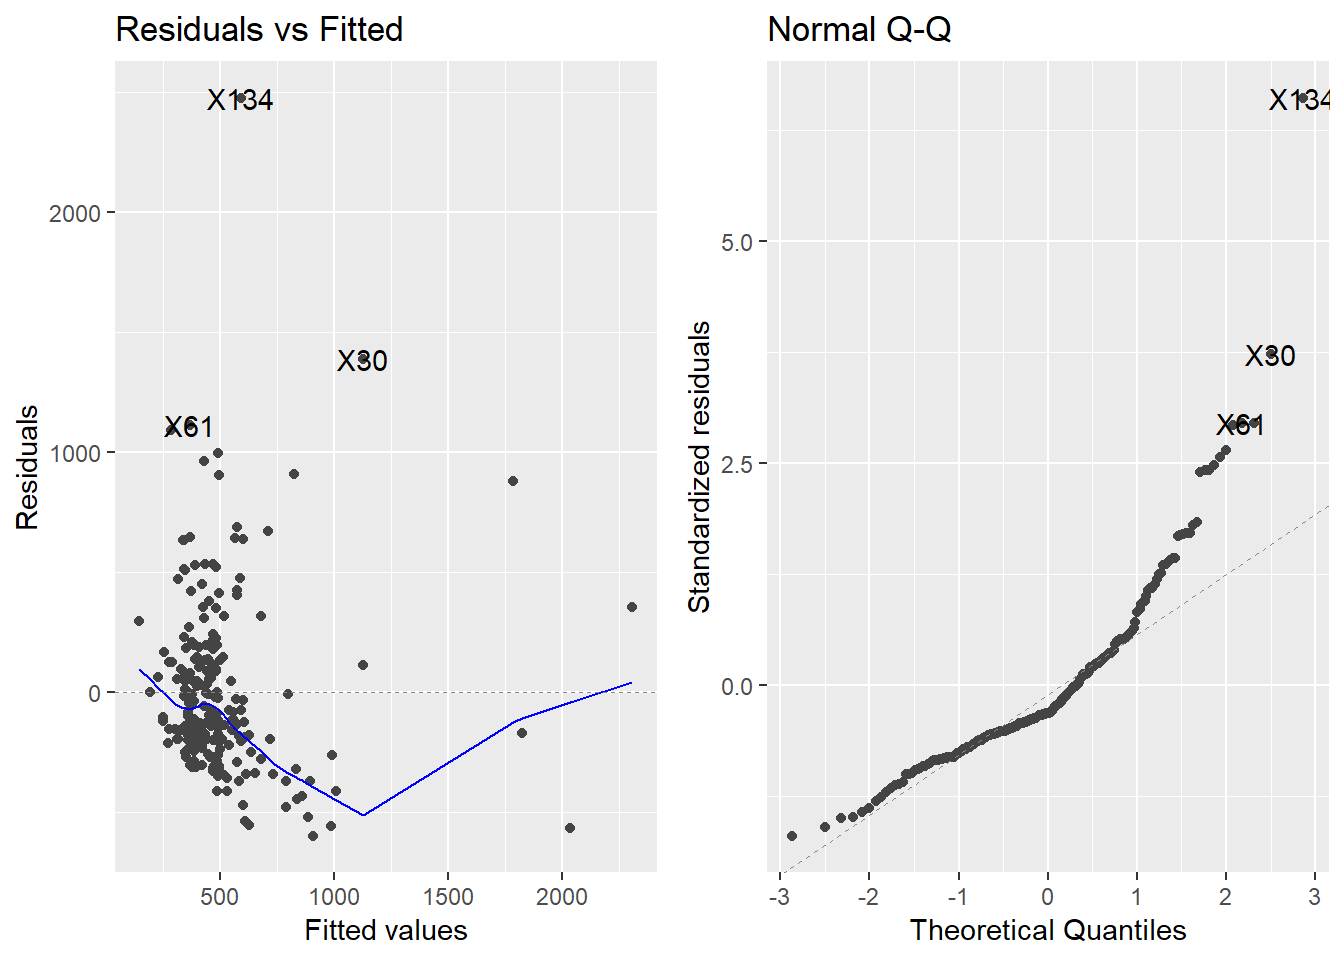 Residuals vs Fitted
X134
X30
X61
2000
1000
0
Residuals
500
1000
1500
2000
Fitted values
Normal Q-Q
X134
X30
X61
5.0
2.5
0.0
Standardized residuals
-3
-2
-1
0
1
2
3
Theoretical Quantiles